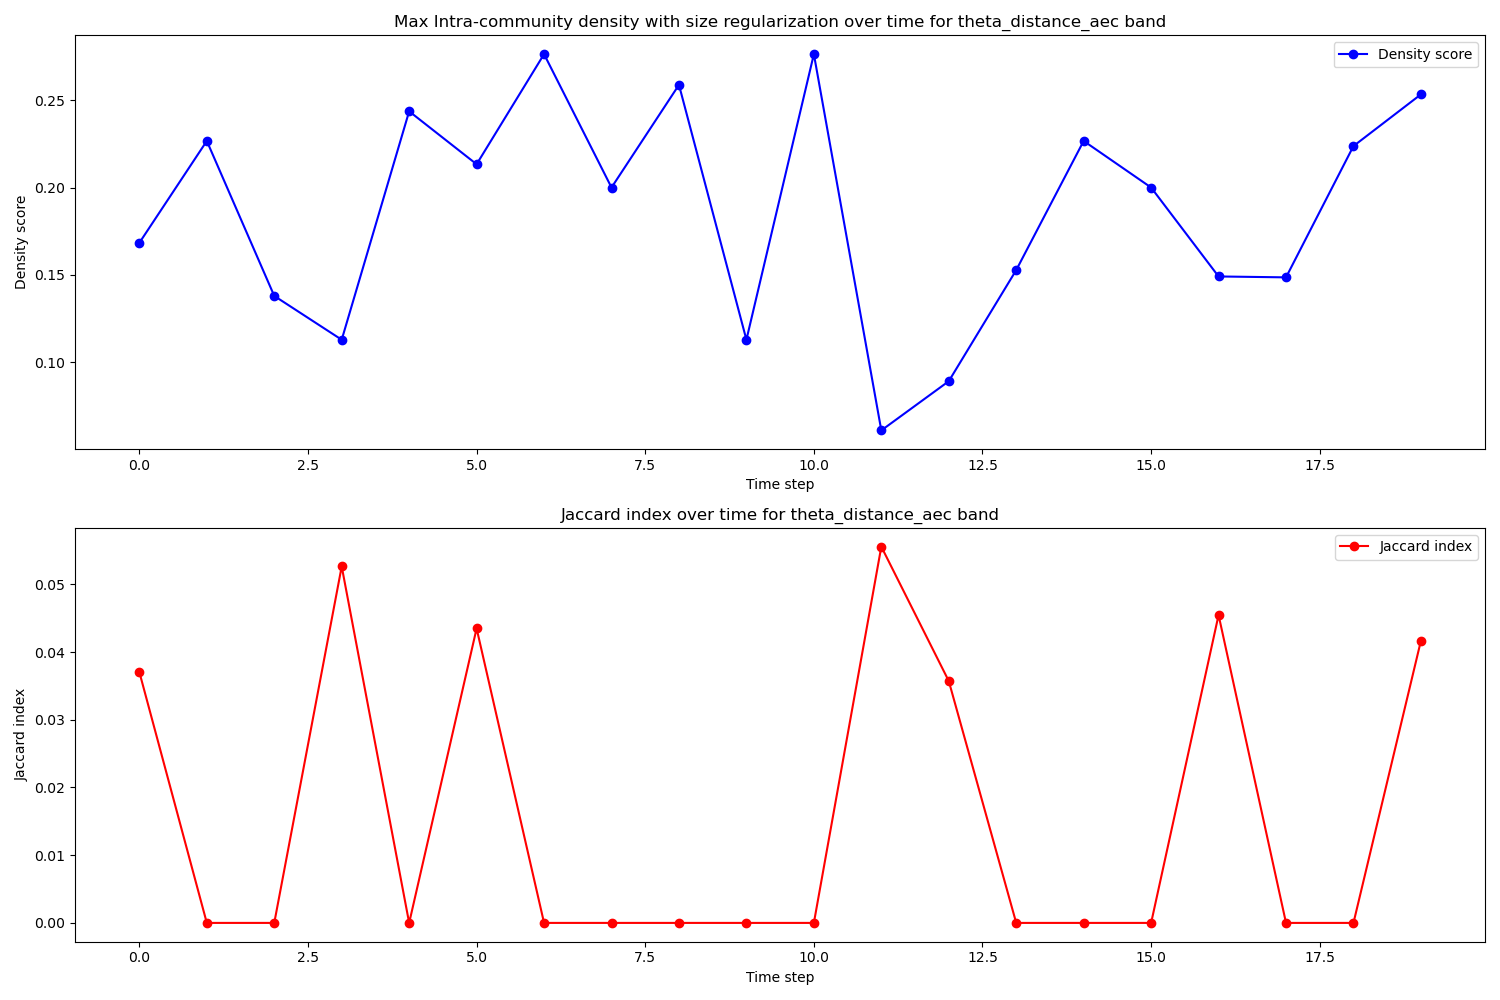 Max Intra-community density with size regularization over time for theta_distance_aec band
Density score
Density score
0.25
0.20
0.15
0.10
0.0 2.5 5.0 7.5 10.0 12.5 15.0 17.5
Time step
Jaccard index over time for theta_distance_aec band
Jaccard index
Jaccard index
0.05
0.04
0.03
0.02
0.01
0.00
0.0 2.5 5.0 7.5 10.0 12.5 15.0 17.5
Time step